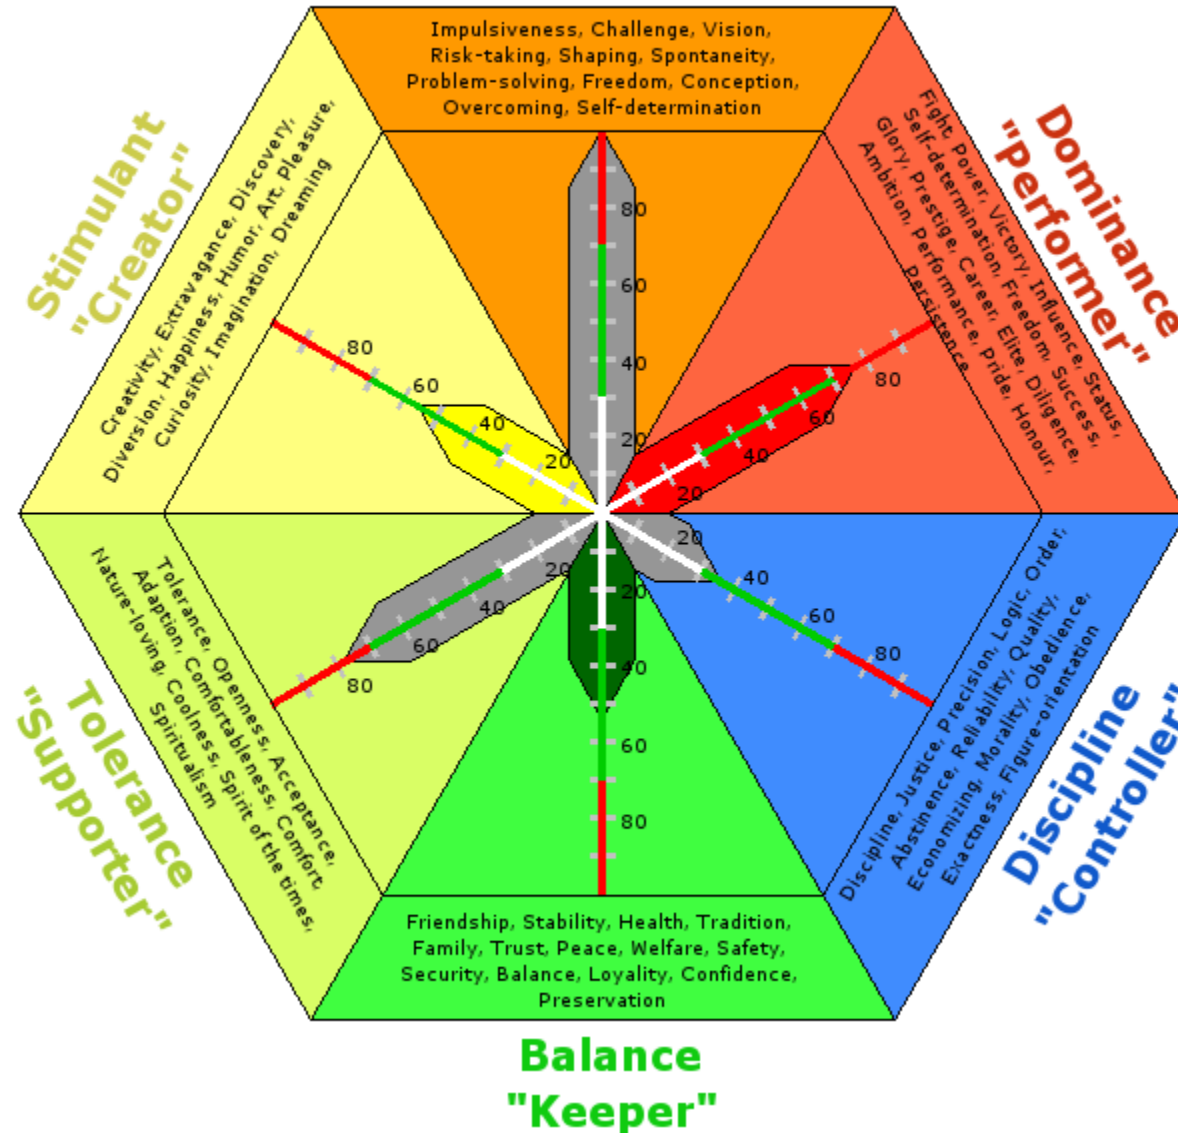 Impulsiveness, Challenge, Vision,
Risk-taking, Shaping, Spontaneity,
Problem-solving, Freedom, Conception,
Overcoming, Self-determination
Stimulant
"Creator"
Creativity, Extravagance, Discovery,
Diversion, Happiness, Humor, Art, Pleasure,
Curiosity, Imagination, Dreaming
Dominance
"Performer"
Fight, Power, Victory, Influence, Status,
Self-determination, Freedom, Success,
Glory, Prestige, Career, Elite, Diligence,
Ambition, Performance, Pride, Honour,
Persistence
80
60
40
20
80
60
40
20
80
60
40
20
20
40
60
80
20
40
60
80
20
40
60
80
Tolerance
"Supporter"
Tolerance, Openness, Acceptance,
Adaption, Comfortableness, Comfort,
Nature-loving, Coolness, Spirit of the times,
Spiritualism
Discipline
"Controller"
Discipline, Justice, Precision, Logic, Order,
Abstinence, Reliability, Quality,
Economizing, Morality, Obedience,
Exactness, Figure-orientation
Friendship, Stability, Health, Tradition,
Family, Trust, Peace, Welfare, Safety,
Security, Balance, Loyality, Confidence,
Preservation
Balance
"Keeper"